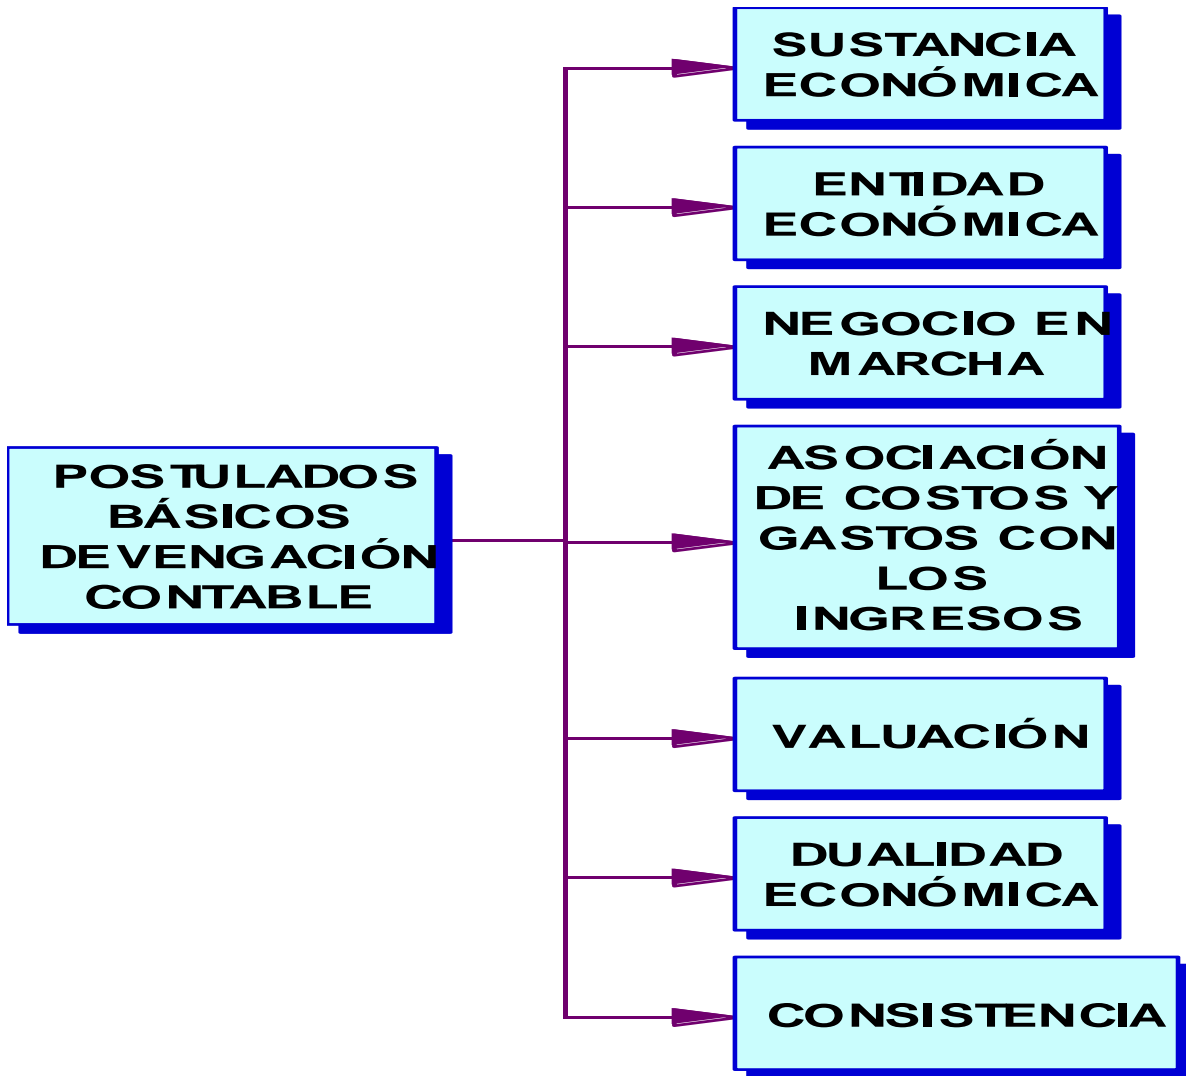 POSTULADOS
BÁSICOS
DEVENGACIÓN
CONTABLE
SUSTANCIA
ECONÓMICA
ENTIDAD
ECONÓMICA
NEGOCIO EN
MARCHA
ASOCIACIÓN
DE COSTOS Y
GASTOS CON
LOS
INGRESOS
VALUACIÓN
DUALIDAD
ECONÓMICA
CONSISTENCIA